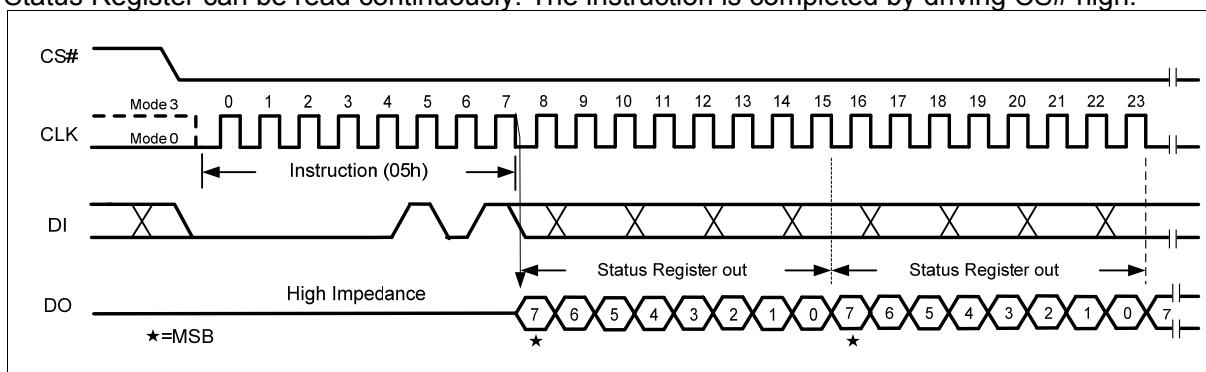 Status Register can be read continuously. The Instruction is completed by driving CS# high.
CS#
Mode 3 0 1 2 3 4 5 6 7 8 9 10 11 12 13 14 15 16 17 18 19 20 21 22 23
CLK
Mode 0
Instruction (05h)
DI
Status Register out Status Register out
High Impedance
DO 7 6 5 4 3 2 1 0 7 6 5 4 3 2 1 0 7
★=MSB ★ ★